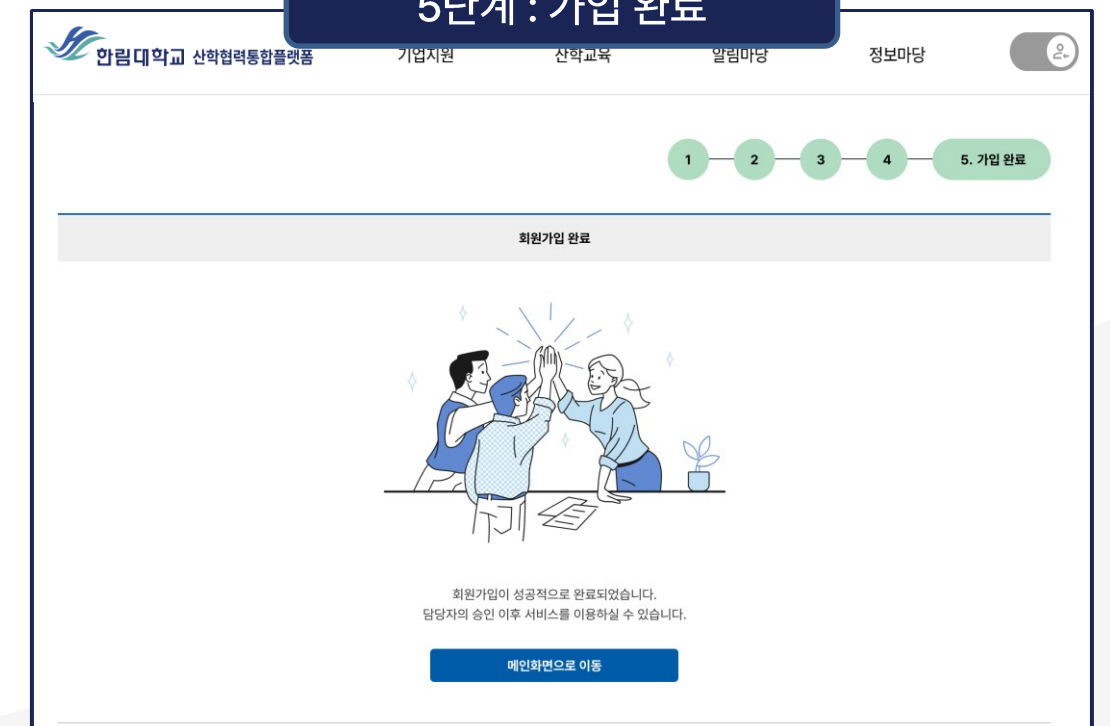 5단계 : 가입 완료
한림대학교 산학협력통합플랫폼
기업지원
산학교육
알림마당
정보마당
1
2
3
4
5. 가입 완료
회원가입 완료
회원가입이 성공적으로 완료되었습니다.
담당자의 승인 이후 서비스를 이용하실 수 있습니다.
메인화면으로 이동